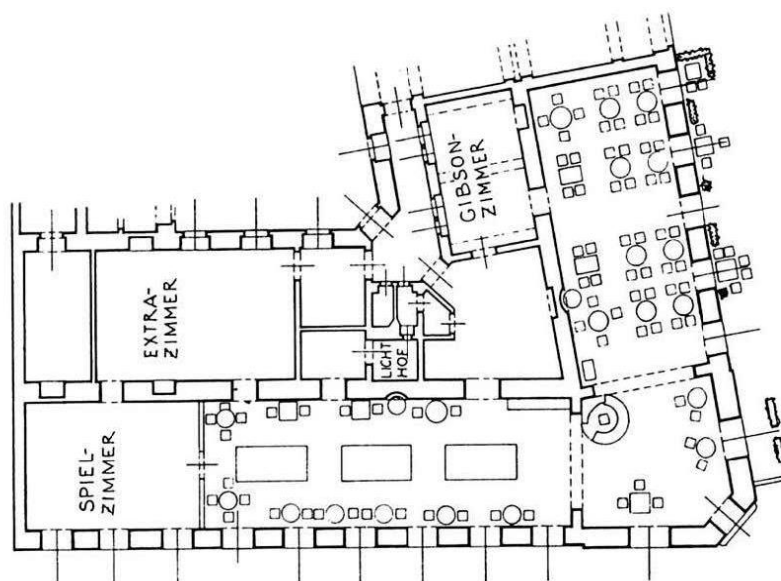 GIBSON-
ZIMMER
EXTRA-
ZIMMER
LICHT
HOF
SPIEL-
ZIMMER